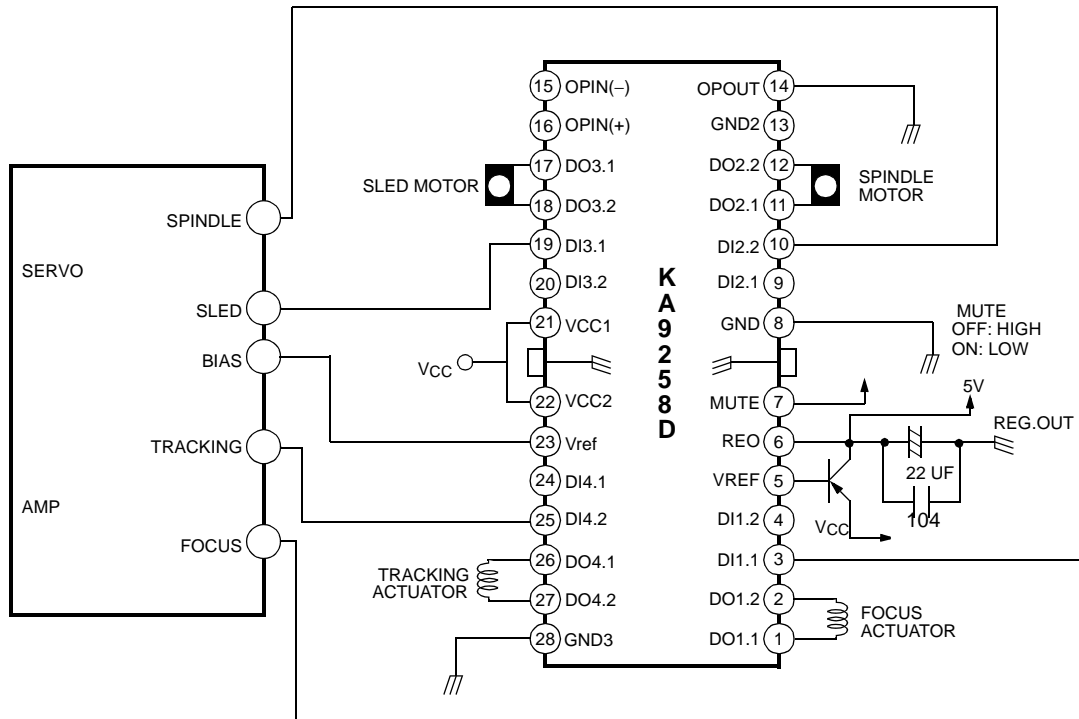 15 OPIN(−)
16 OPIN(+)
17 DO3.1
18 DO3.2
19 DI3.1
20 DI3.2
21 VCC1
22 VCC2
23 Vref
24 DI4.1
25 DI4.2
26 DO4.1
27 DO4.2
28 GND3
OPOUT 14
GND2 13
DO2.2 12
DO2.1 11
DI2.2 10
DI2.1 9
GND 8
MUTE 7
REO 6
VREF 5
DI1.2 4
DI1.1 3
DO1.2 2
DO1.1 1
K
A
9
2
5
8
D
SERVO
AMP
SPINDLE
SLED
BIAS
TRACKING
FOCUS
SLED MOTOR
VCC
TRACKING
ACTUATOR
SPINDLE
MOTOR
MUTE
OFF: HIGH
ON: LOW
5V
REG.OUT
22 UF
104
VCC
FOCUS
ACTUATOR